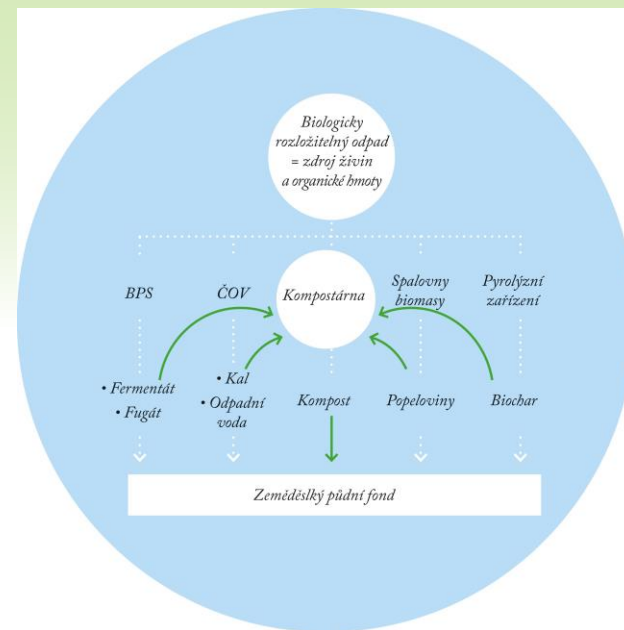 Biologicky
rozložitelný odpad
= zdroj živin
a organické hmoty
BPS
ČOV
Kompostárna
Spalovny
biomasy
Pyrolýzní
zařízení
• Fermentát
• Fugát
• Kal
• Odpadní
voda
Kompost
Popeloviny
Biochar
Zeměděslký půdní fond